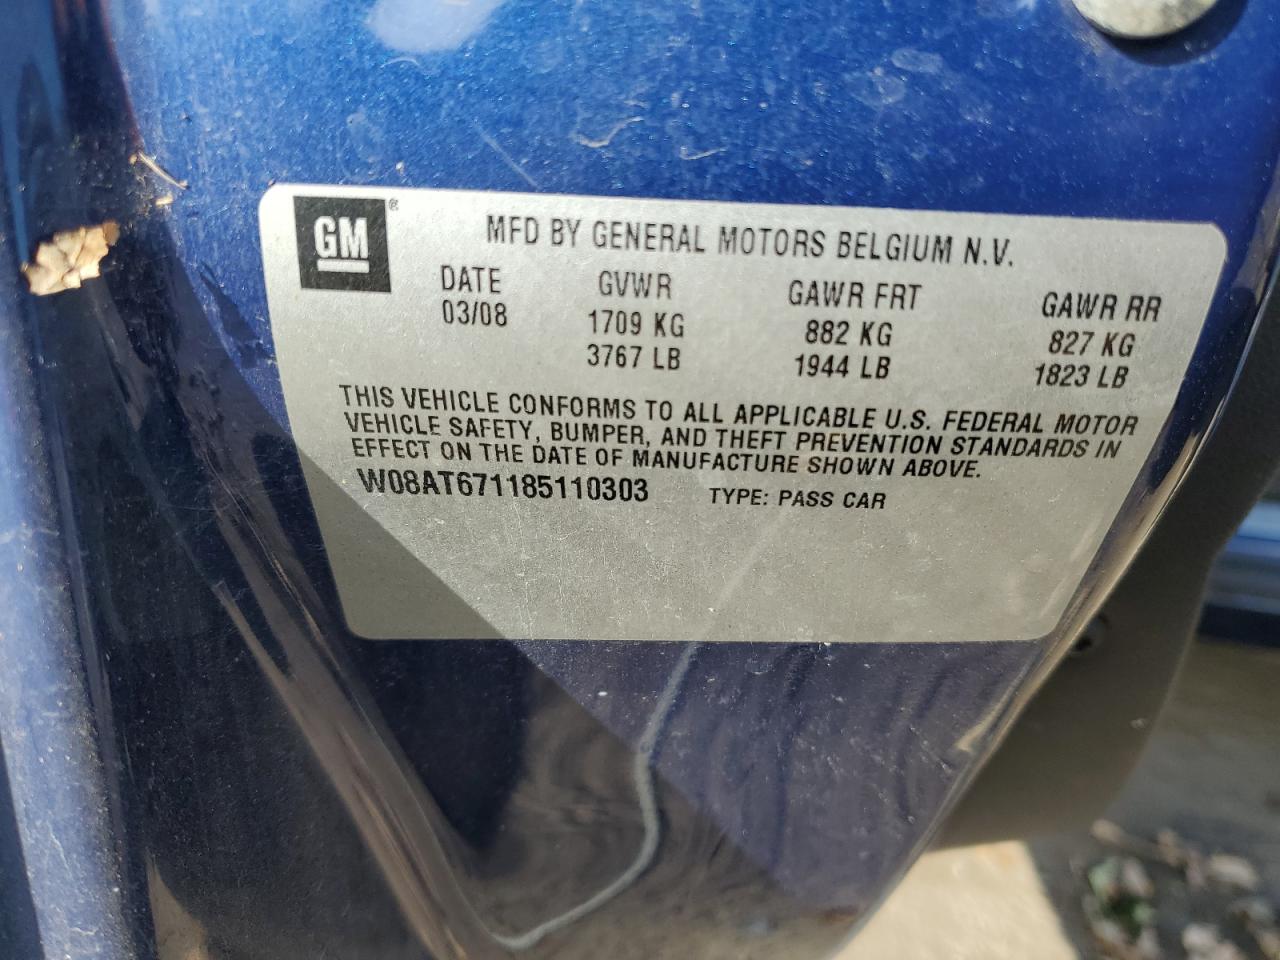 GM ®
MFD BY GENERAL MOTORS BELGIUM N.V.
DATE GVWR GAWR FRT GAWR RR
03/08 1709 KG 882 KG 827 KG
3767 LB 1944 LB 1823 LB
THIS VEHICLE CONFORMS TO ALL APPLICABLE U.S. FEDERAL MOTOR
VEHICLE SAFETY, BUMPER, AND THEFT PREVENTION STANDARDS IN
EFFECT ON THE DATE OF MANUFACTURE SHOWN ABOVE.
W08AT671185110303 TYPE: PASS CAR